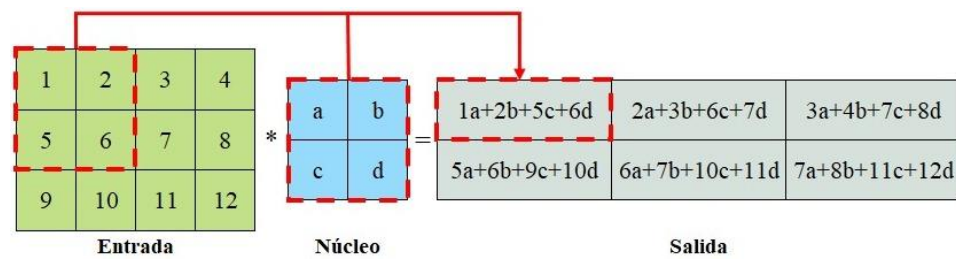 1 2 3 4
5 6 7 8
9 10 11 12
*
a b
c d
=
1a+2b+5c+6d 2a+3b+6c+7d 3a+4b+7c+8d
5a+6b+9c+10d 6a+7b+10c+11d 7a+8b+11c+12d
Entrada Núcleo Salida